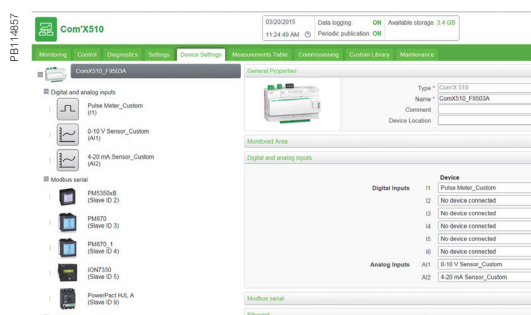 PB114857
Com'X510
03/20/2015
11:24:49 AM
Data logging: ON
Periodic publication: ON
Available storage: 3.4 GB
Monitoring Control Diagnostics Settings Device Settings Measurements Table Commissioning Custom Library Maintenance
ComX510_F9503A
Digital and analog inputs
Pulse Meter_Custom
(I1)
0-10 V Sensor_Custom
(AI1)
4-20 mA Sensor_Custom
(AI2)
Modbus serial
PM5350xB
(Slave ID 2)
PM870
(Slave ID 3)
PM870_1
(Slave ID 4)
ION7330
(Slave ID 5)
PowerPact HJL A
(Slave ID 9)
General Properties
Type * Com'X 510
Name * ComX510_F9503A
Comment
Device Location
Monitored Area
Digital and analog inputs
Device
Digital Inputs I1 Pulse Meter_Custom
I2 No device connected
I3 No device connected
I4 No device connected
I5 No device connected
I6 No device connected
Analog Inputs AI1 0-10 V Sensor_Custom
AI2 4-20 mA Sensor_Custom
Modbus serial
Ethernet